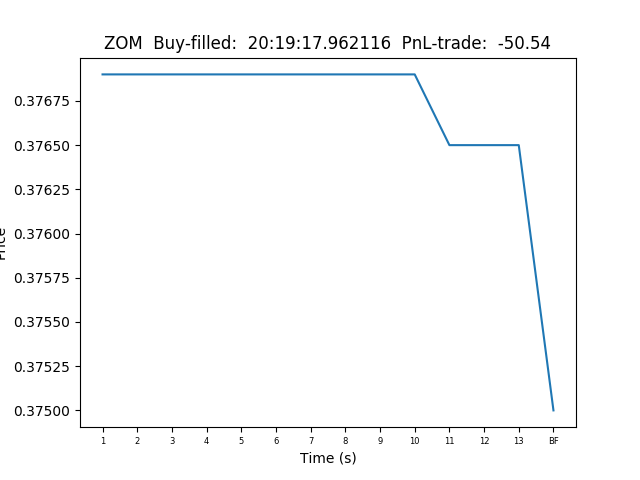 ZOM  Buy-filled:  20:19:17.962116  PnL-trade:  -50.54
0.37675
0.37650
0.37625
0.37600
0.37575
0.37550
0.37525
0.37500
Price
1 2 3 4 5 6 7 8 9 10 11 12 13 BF
Time (s)